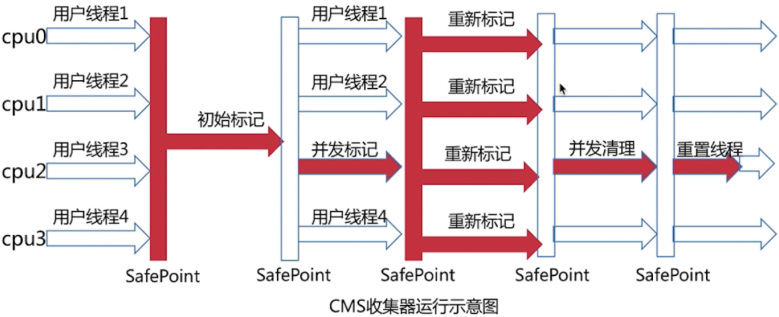 用户线程1 用户线程1 重新标记
cpu0
用户线程2 用户线程2 重新标记
cpu1
初始标记
用户线程3 并发标记 重新标记 并发清理 重置线程
cpu2
用户线程4 用户线程4 重新标记
cpu3
SafePoint SafePoint SafePoint SafePoint SafePoint
CMS收集器运行示意图